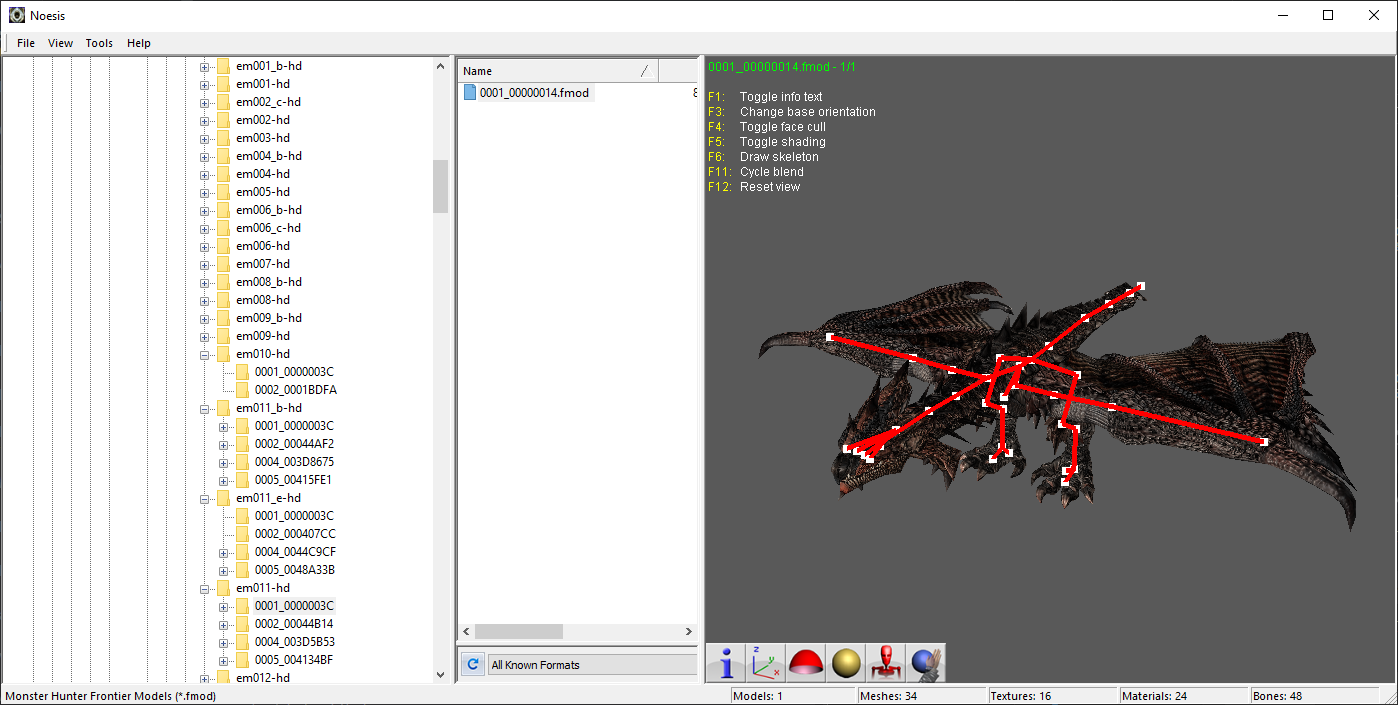 Noesis
File View Tools Help
em001_b-hd
em001-hd
em002_c-hd
em002-hd
em003-hd
em004_b-hd
em004-hd
em005-hd
em006_b-hd
em006_c-hd
em006-hd
em007-hd
em008_b-hd
em008-hd
em009_b-hd
em009-hd
em010-hd
0001_0000003C
0002_0001BDFA
em011_b-hd
0001_0000003C
0002_00044AF2
0004_003D8675
0005_00415FE1
em011_e-hd
0001_0000003C
0002_000407CC
0004_0044C9CF
0005_0048A33B
em011-hd
0001_0000003C
0002_00044B14
0004_003D5B53
0005_004134BF
em012-hd
Name
0001_00000014.fmod 8
All Known Formats
0001_00000014.fmod - 1/1
F1: Toggle info text
F3: Change base orientation
F4: Toggle face cull
F5: Toggle shading
F6: Draw skeleton
F11: Cycle blend
F12: Reset view
z
y
x
Monster Hunter Frontier Models (*.fmod) Models: 1 Meshes: 34 Textures: 16 Materials: 24 Bones: 48